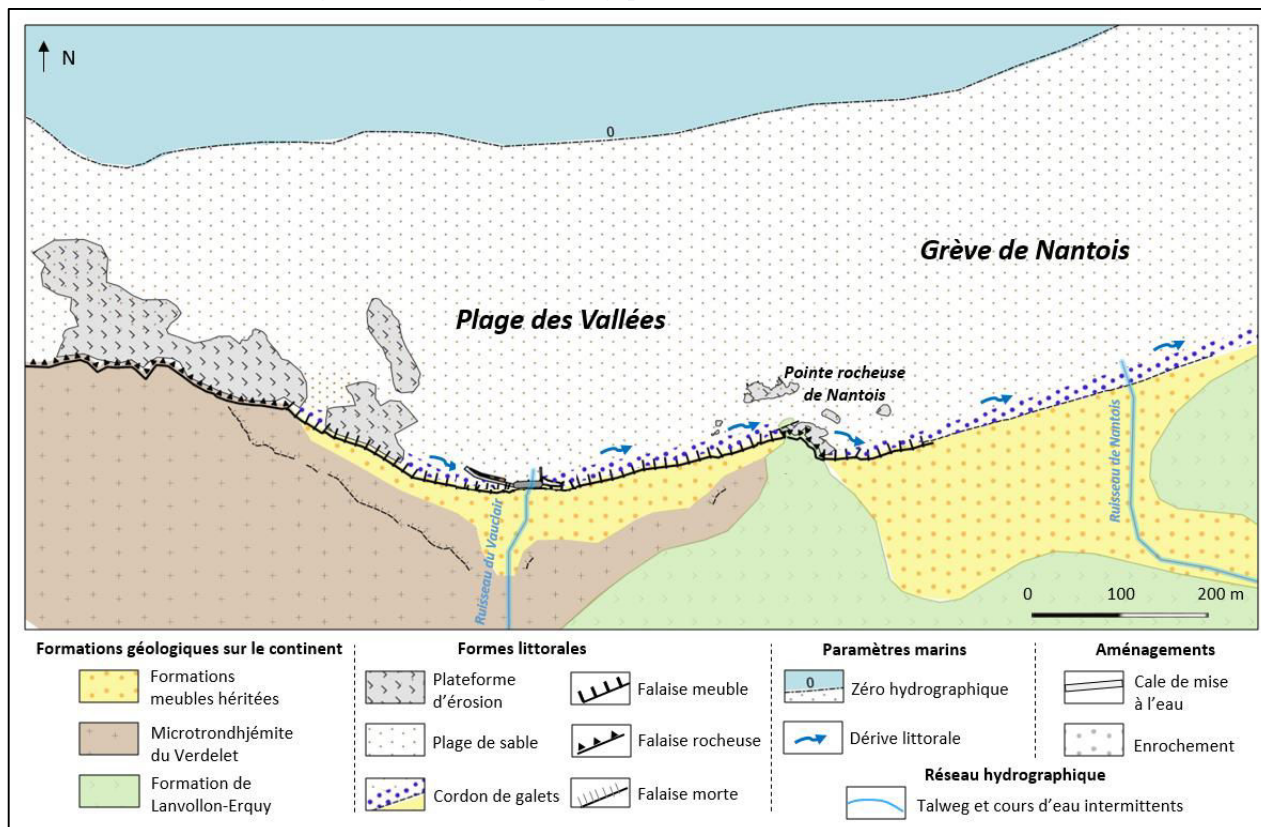 N
0
Grève de Nantois
Plage des Vallées
Pointe rocheuse
de Nantois
Ruisseau du Vauclair
Ruisseau de Nantois
0 100 200 m
Formations géologiques sur le continent
Formations
meubles héritées
Microtrondhjémite
du Verdelet
Formation de
Lanvollon-Erquy
Formes littorales
Plateforme
d'érosion
Plage de sable
Cordon de galets
Falaise meuble
Falaise rocheuse
Falaise morte
Paramètres marins
0
Zéro hydrographique
Dérive littorale
Aménagements
Cale de mise
à l'eau
Enrochement
Réseau hydrographique
Talweg et cours d'eau intermittents